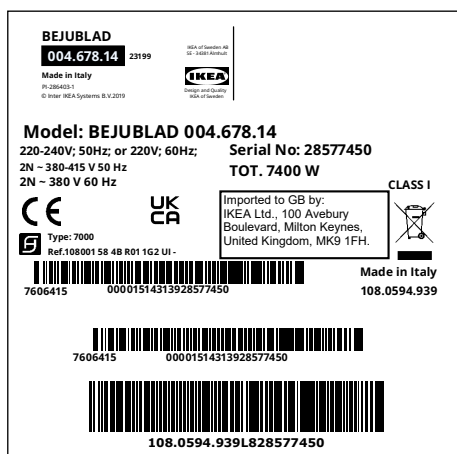 BEJUBLAD
004.678.14 23199
Made in Italy
PI-286403-1
© Inter IKEA Systems B.V.2019
IKEA of Sweden AB
SE - 34381 Älmhult
IKEA
Design and Quality
IKEA of Sweden
Model: BEJUBLAD 004.678.14
220-240V; 50Hz; or 220V; 60Hz;
2N ~ 380-415 V 50 Hz
2N ~ 380 V 60 Hz
Serial No: 28577450
TOT. 7400 W
CLASS I
CE
UK
CA
Imported to GB by:
IKEA Ltd., 100 Avebury
Boulevard, Milton Keynes,
United Kingdom, MK9 1FH.
Type: 7000
Ref.108001 58 4B R01 1G2 UI -
7606415 00001514313928577450
Made in Italy
108.0594.939
7606415 00001514313928577450
108.0594.939L828577450